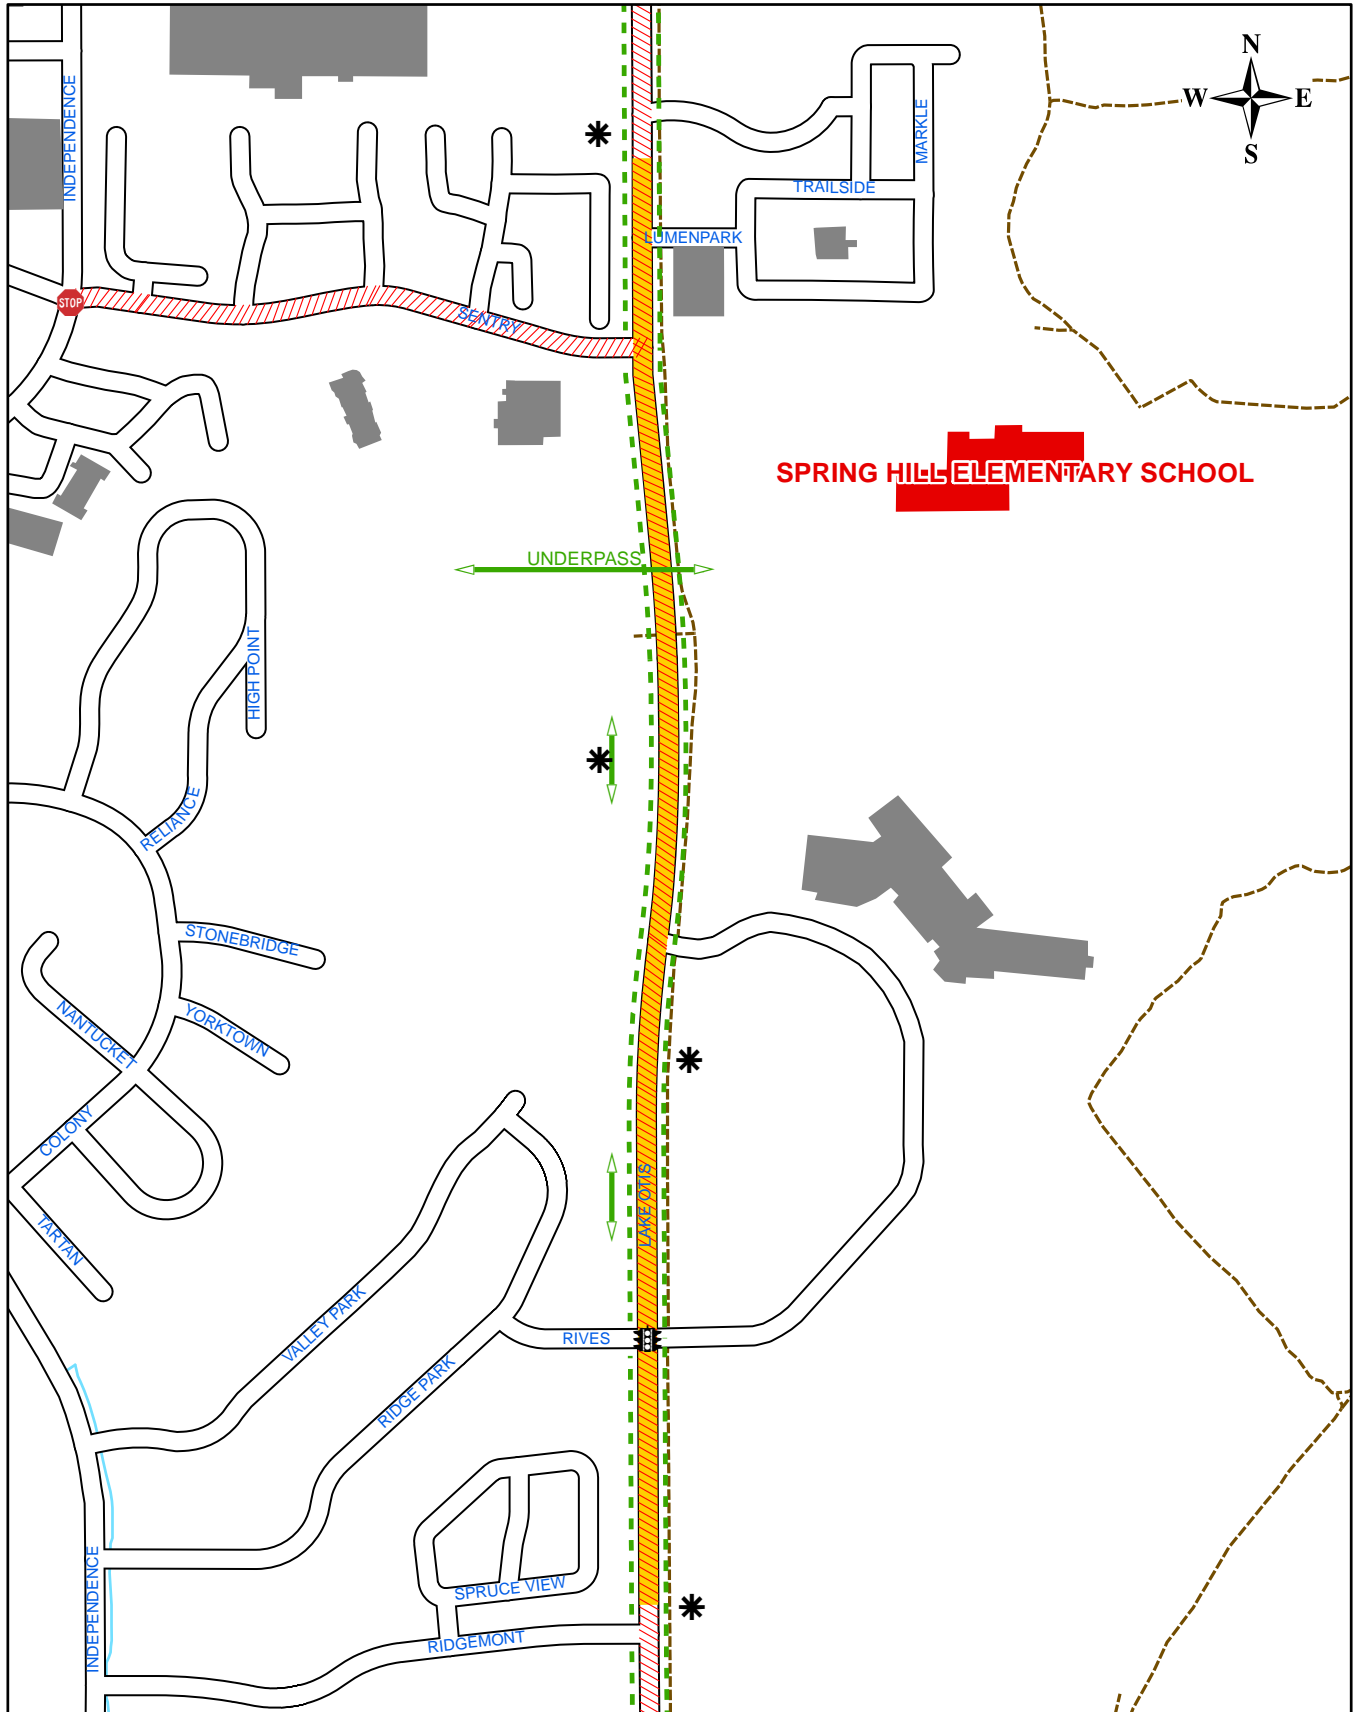 N
W E
S
INDEPENDENCE
MARKLE
TRAILSIDE
LUMENPARK
STOP
SENTRY
SPRING HILL ELEMENTARY SCHOOL
UNDERPASS
HIGH POINT
RELIANCE
STONEBRIDGE
NANTUCKET
YORKTOWN
COLONY
TARTAN
LAKE OTIS
VALLEY PARK
RIVES
RIDGE PARK
INDEPENDENCE
SPRUCE VIEW
RIDGEMONT